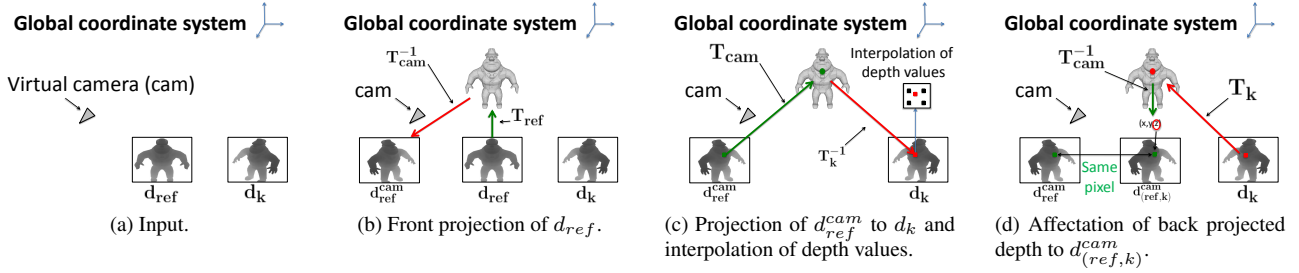 Global coordinate system
Virtual camera (cam)
d_ref
d_k
(a) Input.
Global coordinate system
T_cam^{-1}
cam
T_ref
d_ref^cam
d_ref
d_k
(b) Front projection of d_ref.
Global coordinate system
T_cam
Interpolation of
depth values
cam
T_k^{-1}
d_ref^cam
d_k
(c) Projection of d_ref^cam to d_k and
interpolation of depth values.
Global coordinate system
T_cam^{-1}
cam
T_k
(x,y,z)
Same
pixel
d_ref^cam
d_(ref,k)^cam
d_k
(d) Affectation of back projected
depth to d_(ref,k)^cam.